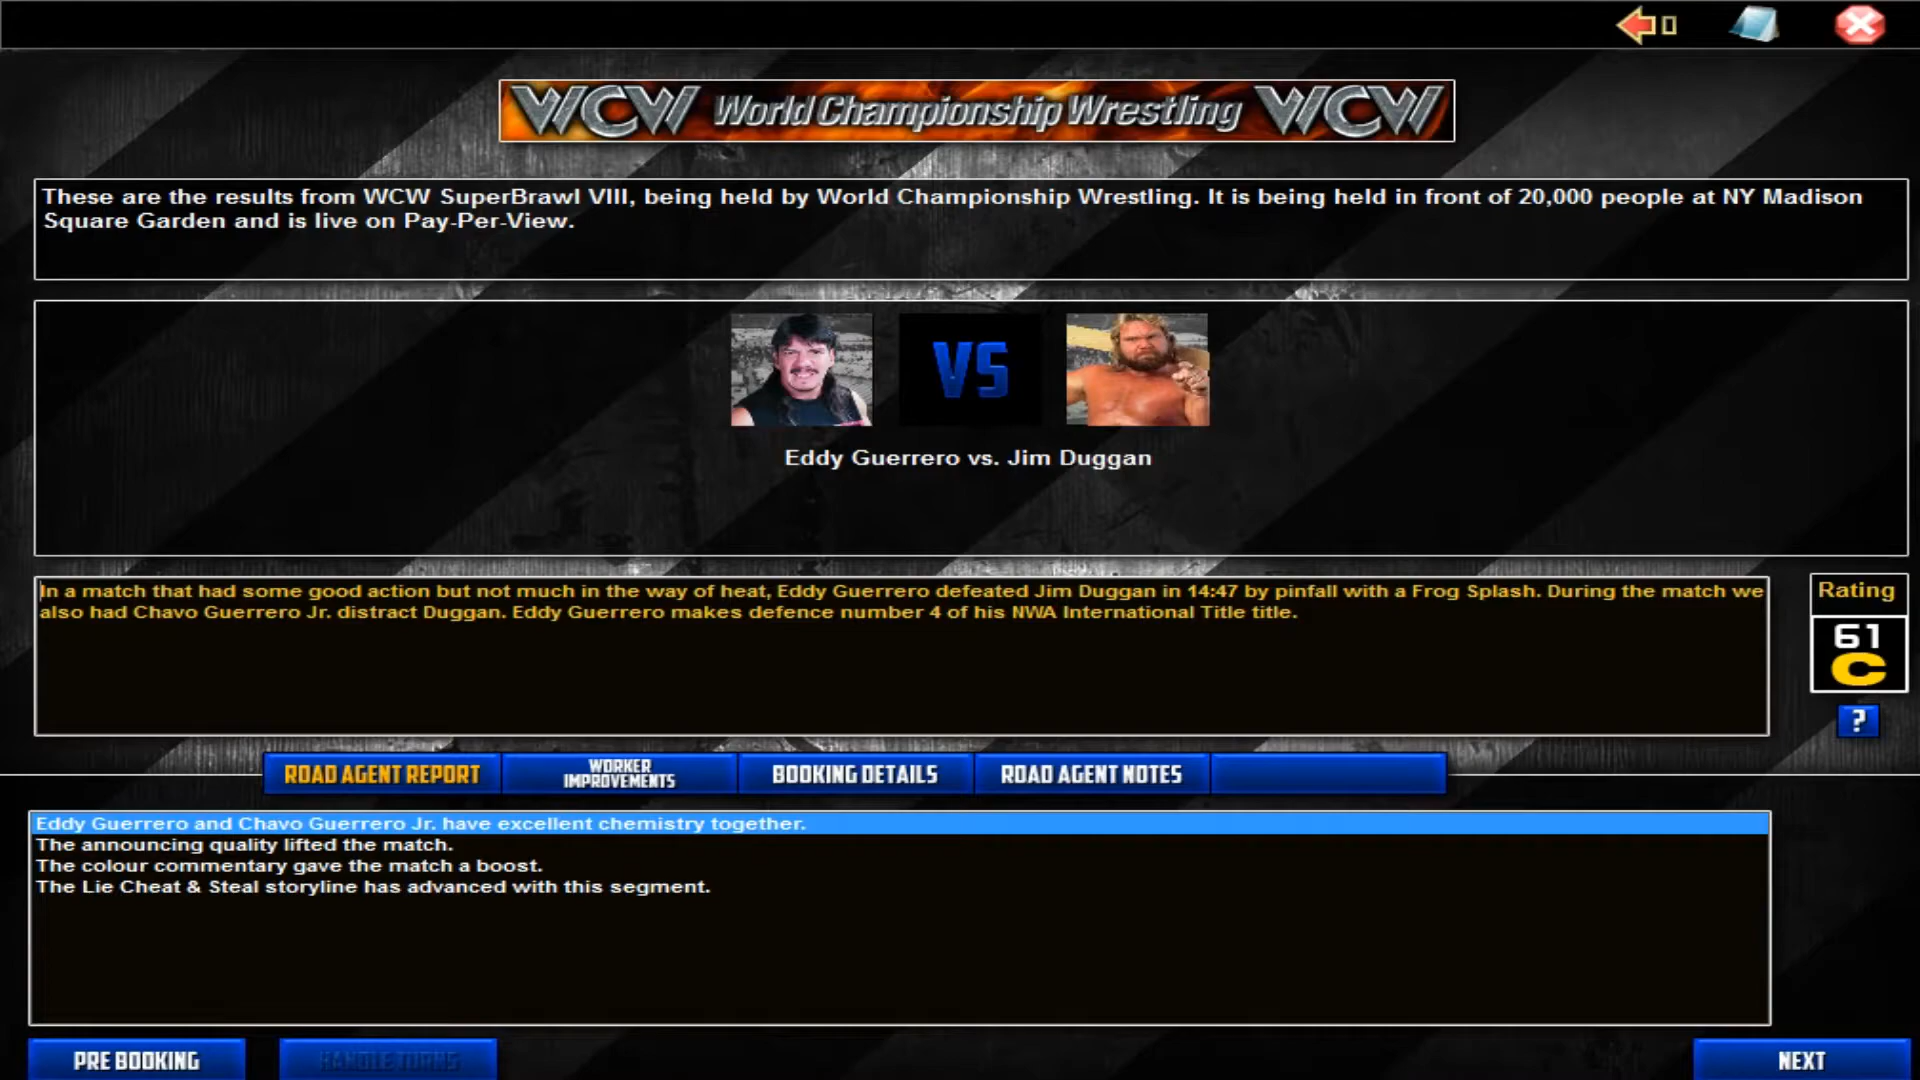 WCW World Championship Wrestling WCW
These are the results from WCW SuperBrawl VIII, being held by World Championship Wrestling. It is being held in front of 20,000 people at NY Madison
Square Garden and is live on Pay-Per-View.
VS
Eddy Guerrero vs. Jim Duggan
In a match that had some good action but not much in the way of heat, Eddy Guerrero defeated Jim Duggan in 14:47 by pinfall with a Frog Splash. During the match we
also had Chavo Guerrero Jr. distract Duggan. Eddy Guerrero makes defence number 4 of his NWA International Title title.
Rating
61
C
?
ROAD AGENT REPORT
WORKER
IMPROVEMENTS
BOOKING DETAILS
ROAD AGENT NOTES
Eddy Guerrero and Chavo Guerrero Jr. have excellent chemistry together.
The announcing quality lifted the match.
The colour commentary gave the match a boost.
The Lie Cheat & Steal storyline has advanced with this segment.
PRE BOOKING
HANDLE TURNS
NEXT